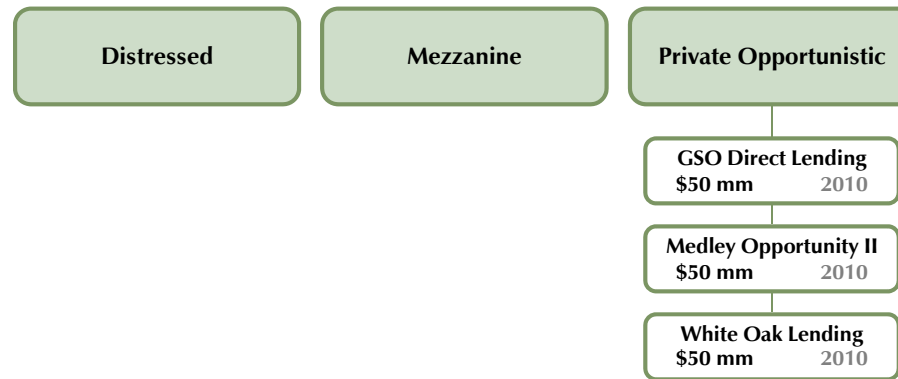 Distressed
Mezzanine
Private Opportunistic
GSO Direct Lending
$50 mm 2010
Medley Opportunity II
$50 mm 2010
White Oak Lending
$50 mm 2010